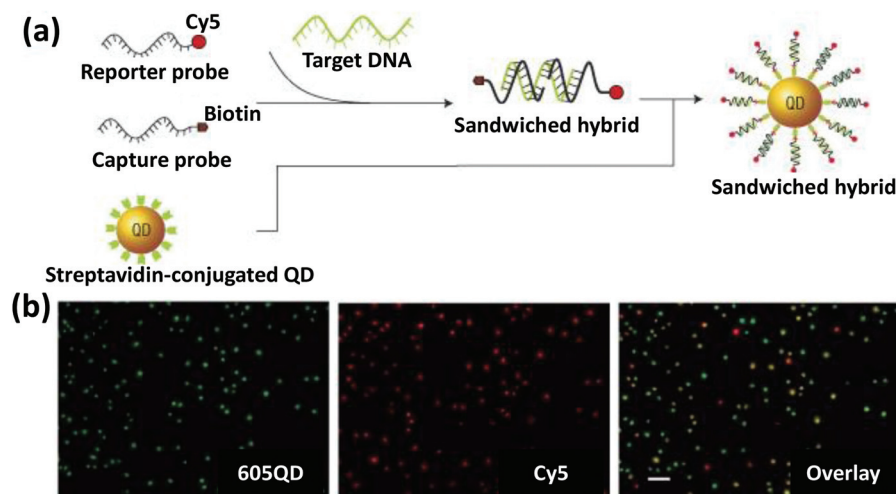 (a)
Cy5
Reporter probe
Target DNA
Biotin
Capture probe
Sandwiched hybrid
QD
Sandwiched hybrid
QD
Streptavidin-conjugated QD
(b)
605QD
Cy5
Overlay